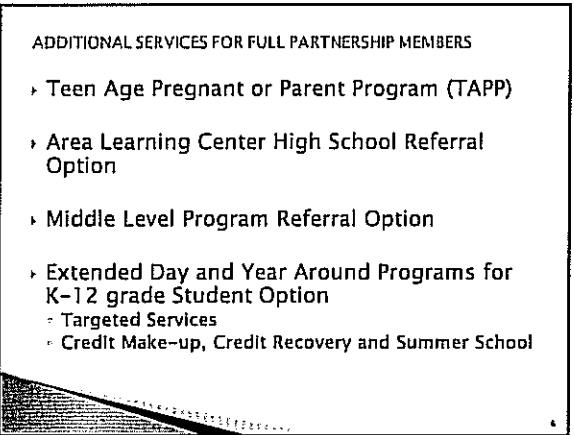 ADDITIONAL SERVICES FOR FULL PARTNERSHIP MEMBERS
Teen Age Pregnant or Parent Program (TAPP)
Area Learning Center High School Referral
Option
Middle Level Program Referral Option
Extended Day and Year Around Programs for
K-12 grade Student Option
Targeted Services
Credit Make-up, Credit Recovery and Summer School